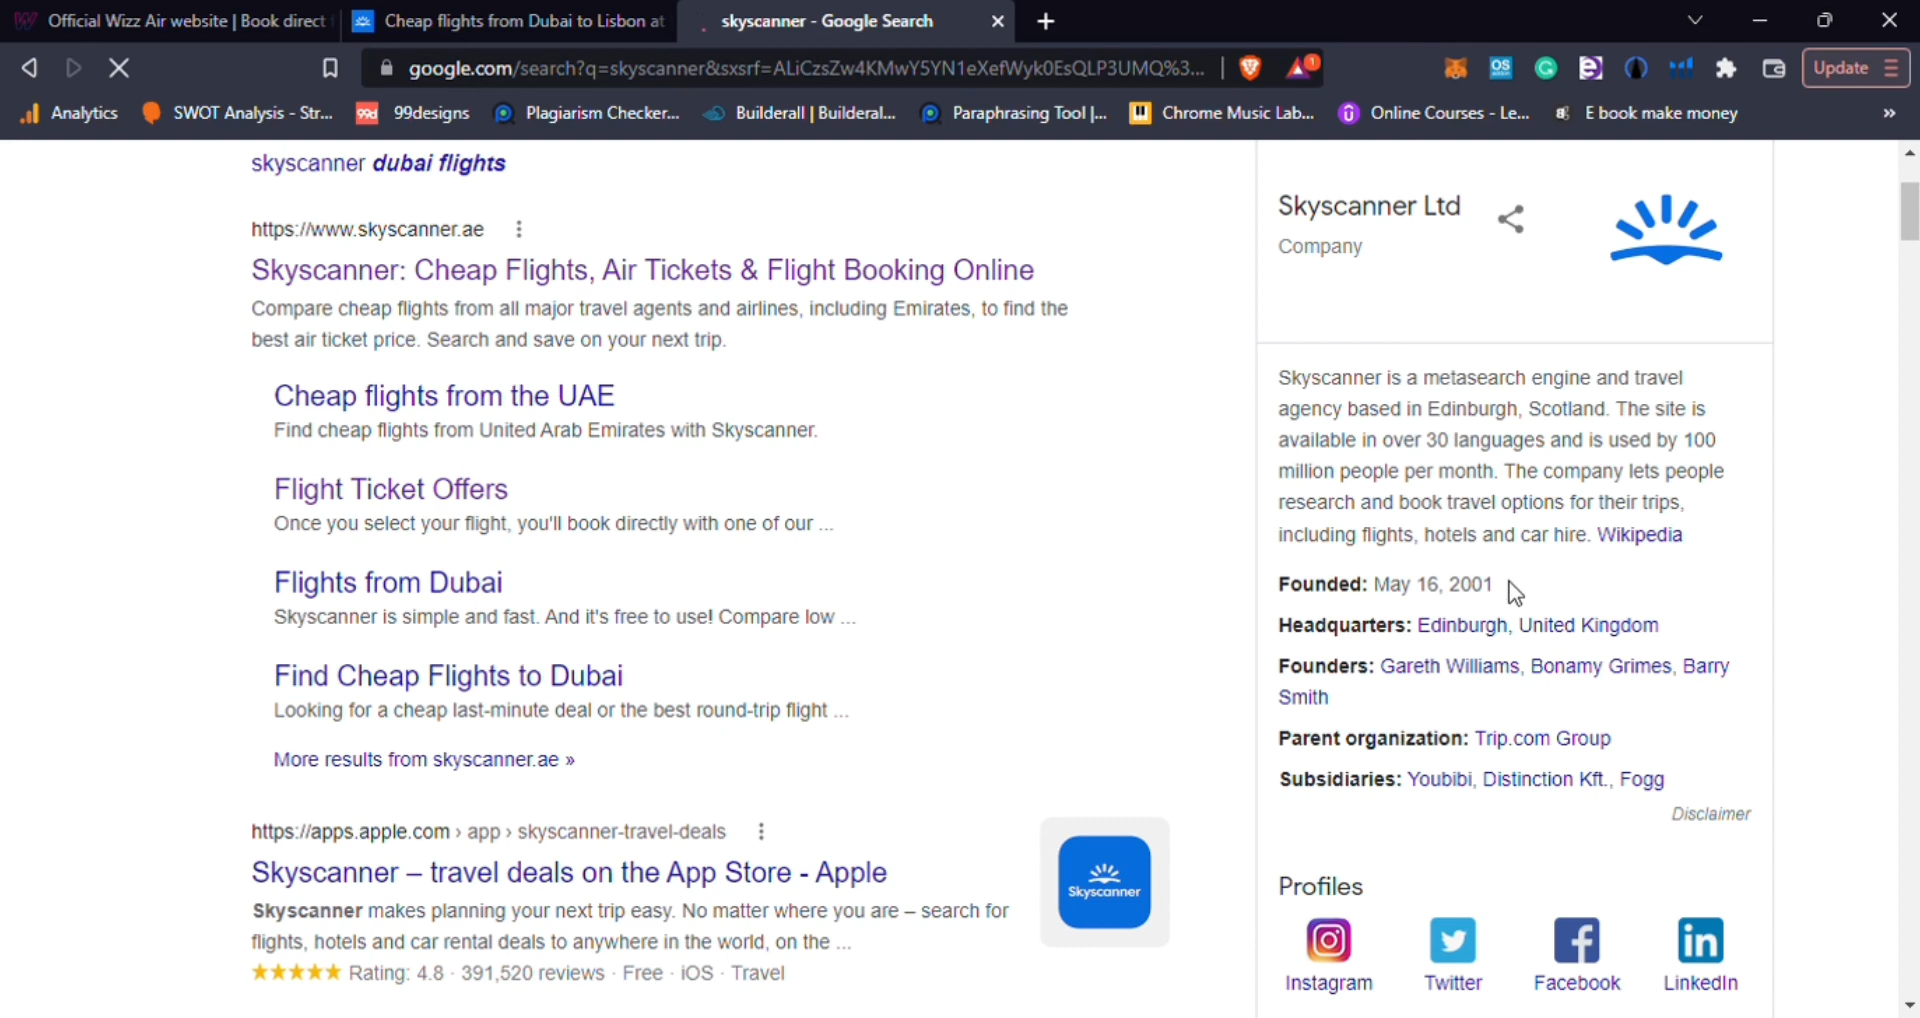 Official Wizz Air website | Book direct
Cheap flights from Dubai to Lisbon at
skyscanner - Google Search
google.com/search?q=skyscanner&sxsrf=ALiCzsZw4KMwY5YN1eXefWyk0EsQLP3UMQ%3...
1
OS
Update
Analytics
SWOT Analysis - Str...
99d
99designs
Plagiarism Checker...
Builderall | Builderal...
Paraphrasing Tool |...
Chrome Music Lab...
Online Courses - Le...
E book make money
»
skyscanner dubai flights
https://www.skyscanner.ae
Skyscanner: Cheap Flights, Air Tickets & Flight Booking Online
Compare cheap flights from all major travel agents and airlines, including Emirates, to find the
best air ticket price. Search and save on your next trip.
Cheap flights from the UAE
Find cheap flights from United Arab Emirates with Skyscanner.
Flight Ticket Offers
Once you select your flight, you'll book directly with one of our ...
Flights from Dubai
Skyscanner is simple and fast. And it's free to use! Compare low ...
Find Cheap Flights to Dubai
Looking for a cheap last-minute deal or the best round-trip flight ...
More results from skyscanner.ae »
https://apps.apple.com › app › skyscanner-travel-deals
Skyscanner – travel deals on the App Store - Apple
Skyscanner makes planning your next trip easy. No matter where you are – search for
flights, hotels and car rental deals to anywhere in the world, on the ...
Rating: 4.8 · 391,520 reviews · Free · iOS · Travel
Skyscanner
Skyscanner Ltd
Company
Skyscanner is a metasearch engine and travel
agency based in Edinburgh, Scotland. The site is
available in over 30 languages and is used by 100
million people per month. The company lets people
research and book travel options for their trips,
including flights, hotels and car hire. Wikipedia
Founded: May 16, 2001
Headquarters: Edinburgh, United Kingdom
Founders: Gareth Williams, Bonamy Grimes, Barry
Smith
Parent organization: Trip.com Group
Subsidiaries: Youbibi, Distinction Kft., Fogg
Disclaimer
Profiles
Instagram
Twitter
Facebook
LinkedIn